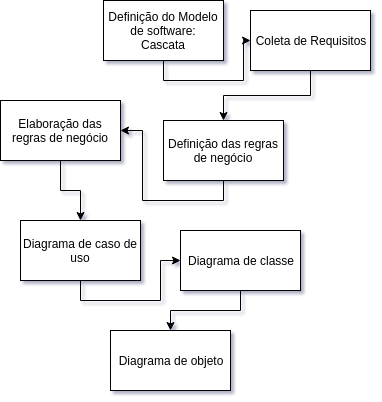 Definição do Modelo
de software:
Cascata
Coleta de Requisitos
Elaboração das
regras de negócio
Definição das regras
de negócio
Diagrama de caso de
uso
Diagrama de classe
Diagrama de objeto